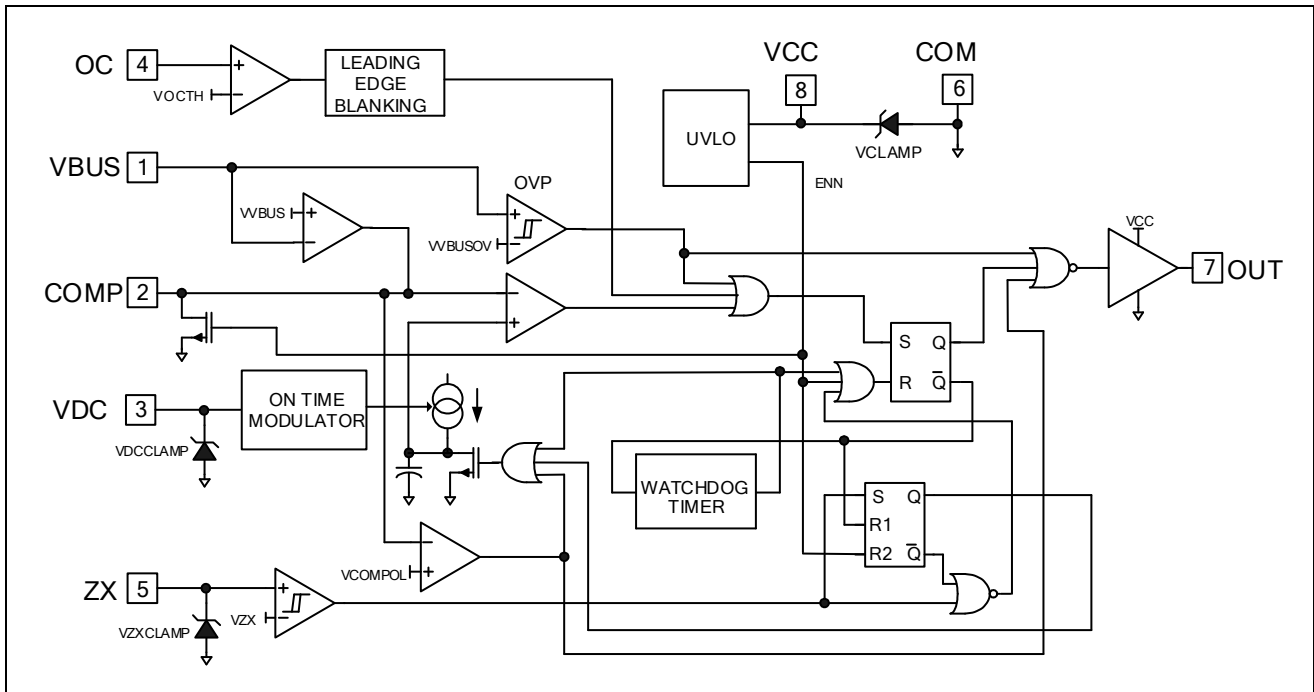 OC
4
VOCTH
+
−
LEADING
EDGE
BLANKING
VCC
8
COM
6
UVLO
VCLAMP
ENN
VBUS
1
VVBUS
+
−
OVP
+
−
VVBUSOV
VCC
7
OUT
COMP
2
−
+
S
Q
R
Q̅
VDC
3
VDCCLAMP
ON TIME
MODULATOR
WATCHDOG
TIMER
S
Q
R1
R2
Q̅
−
+
VCOMPOL
ZX
5
+
−
VZX
VZXCLAMP